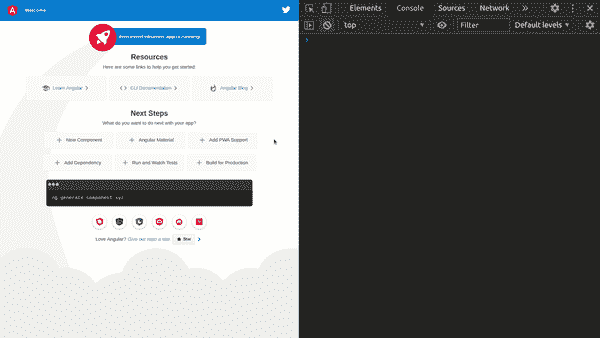 Welcome
Resources
Here are some links to help you get started:
Learn Angular
CLI Documentation
Angular Blog
Next Steps
What do you want to do next with your app?
New Component
Angular Material
Add PWA Support
Add Dependency
Run and Watch Tests
Build for Production
ng generate component xyz
Love Angular? Give our repo a star.
Star
Elements
Console
Sources
Network
top
Filter
Default levels